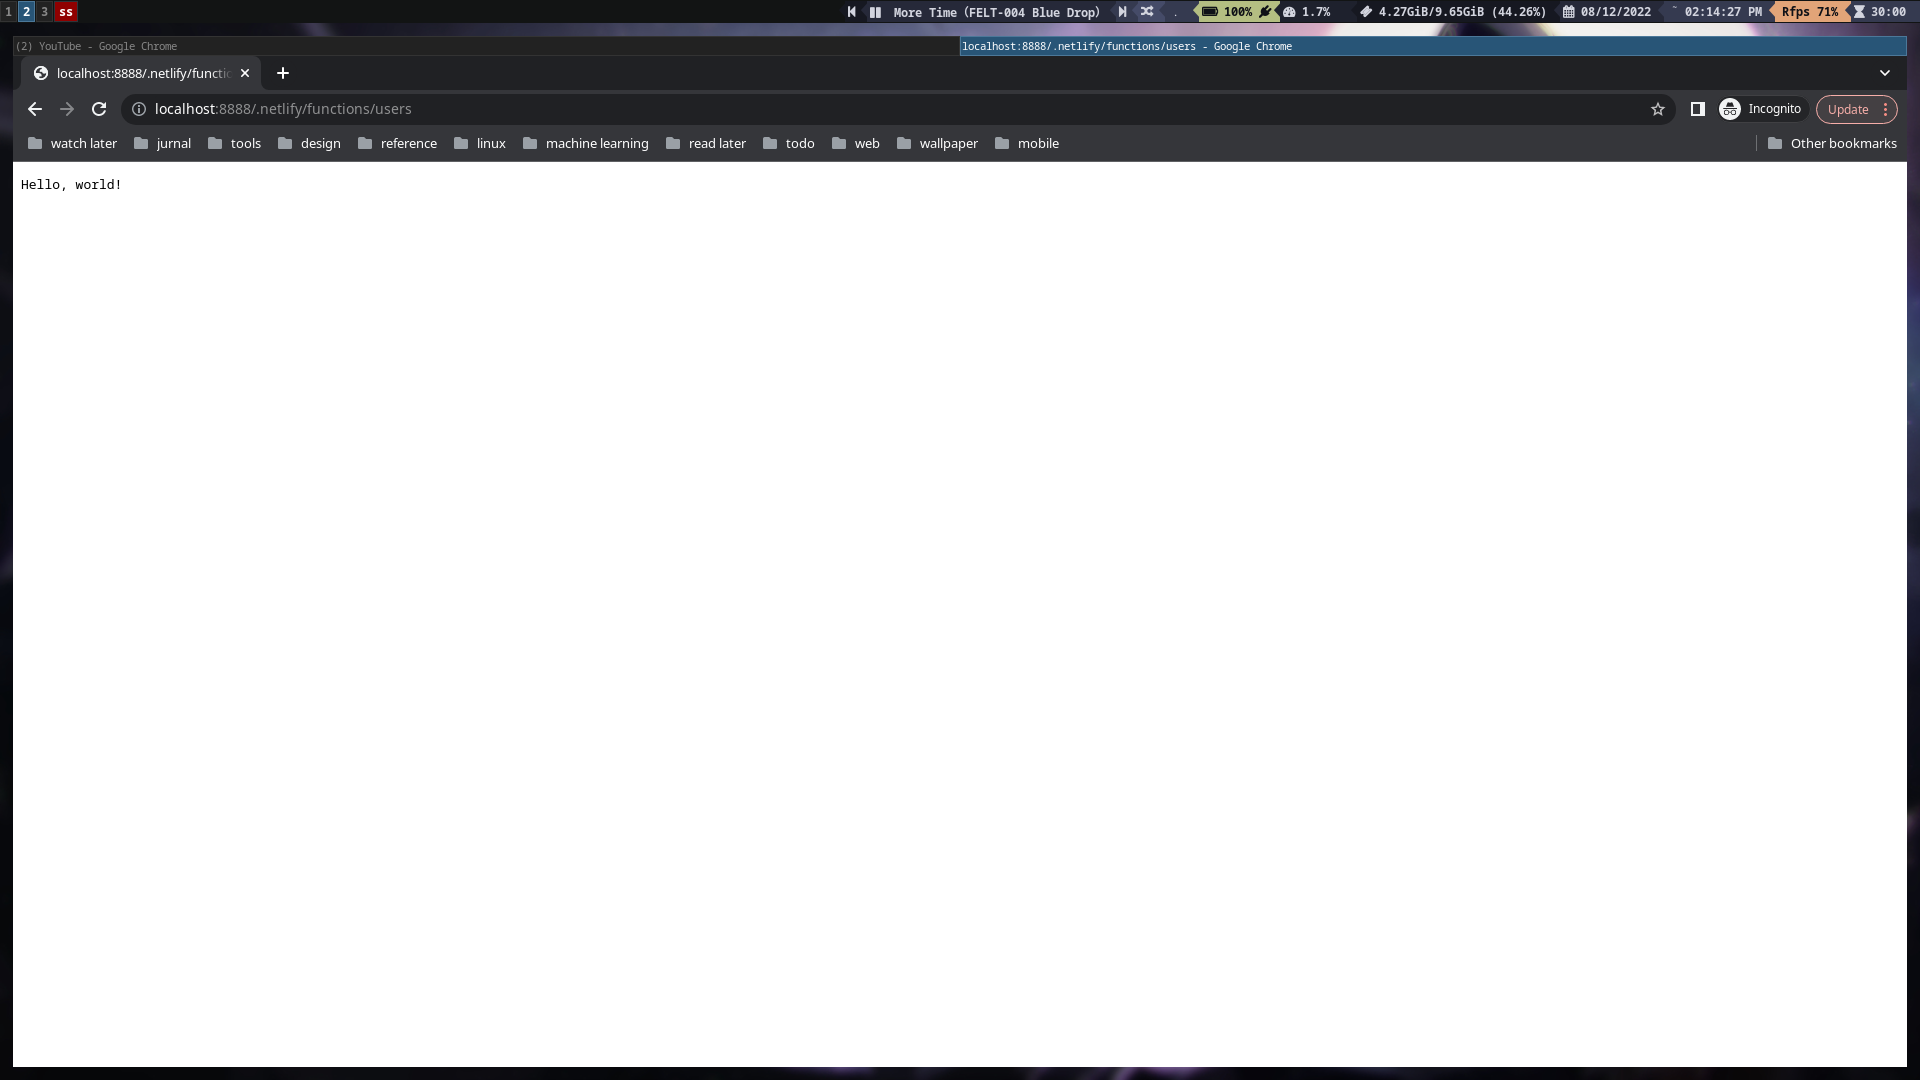 1 2 3 ss More Time (FELT-004 Blue Drop) 100% 1.7% 4.27GiB/9.65GiB (44.26%) 08/12/2022 02:14:27 PM Rfps 71% 30:00
(2) YouTube - Google Chrome localhost:8888/.netlify/functions/users - Google Chrome
localhost:8888/.netlify/functic
localhost:8888/.netlify/functions/users Incognito Update
watch later jurnal tools design reference linux machine learning read later todo web wallpaper mobile Other bookmarks
Hello, world!